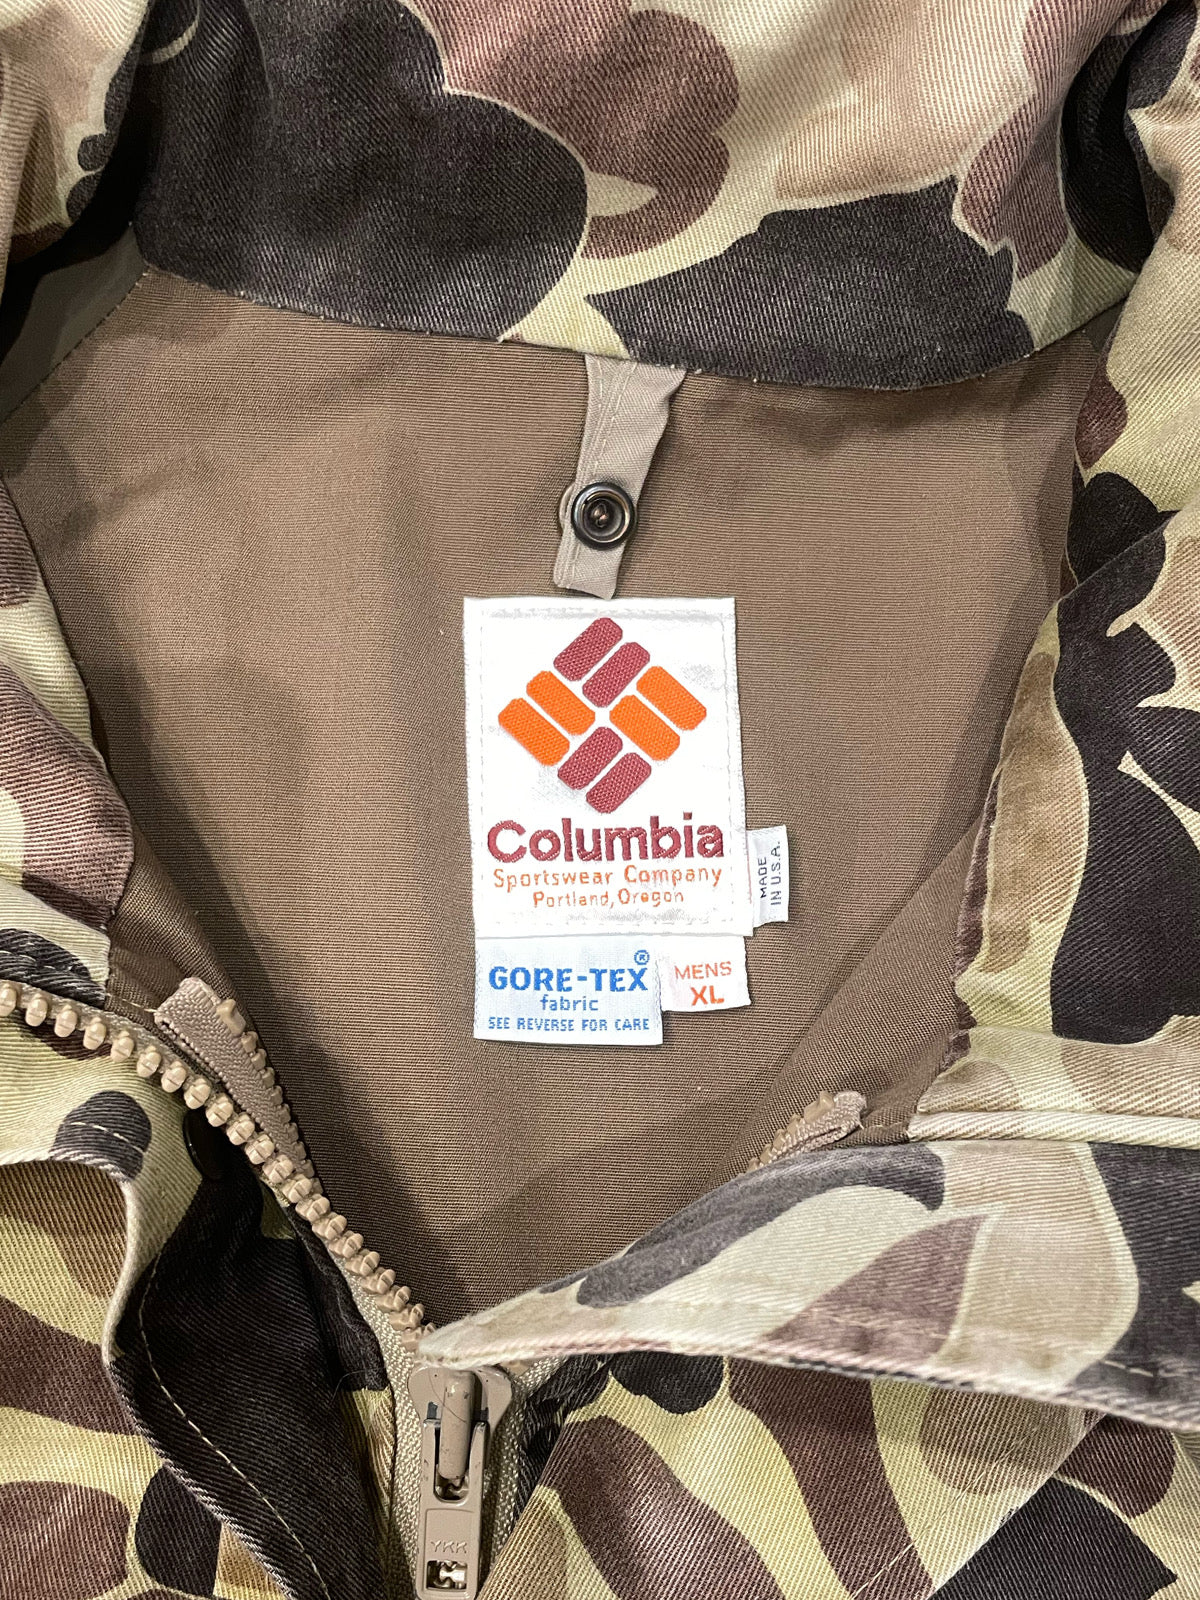 Columbia
Sportswear Company
Portland, Oregon
MADE
IN U.S.A.
GORE-TEX®
fabric
SEE REVERSE FOR CARE
MENS
XL
YKK